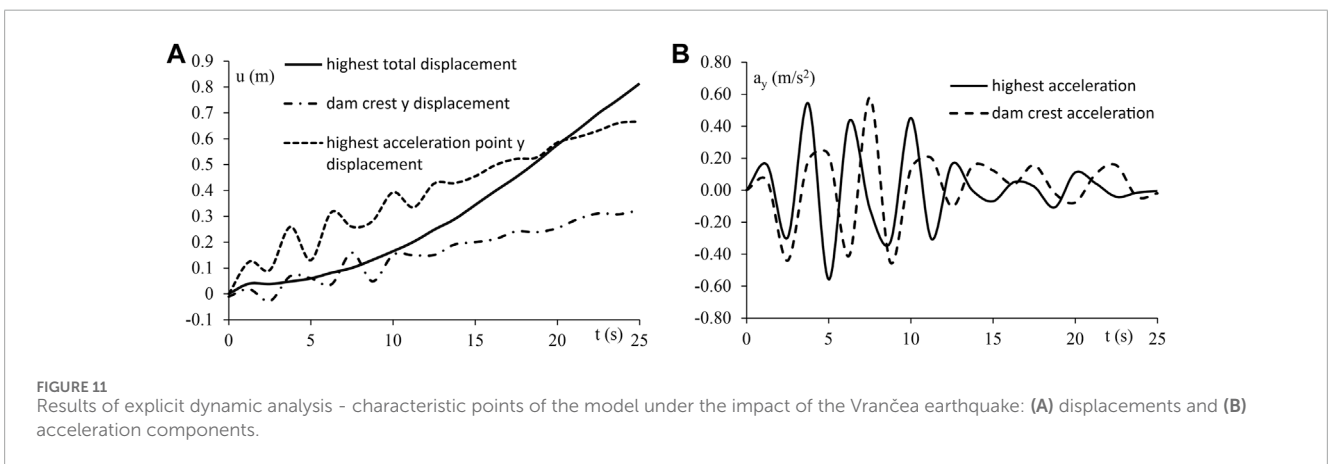 A
u (m)
highest total displacement
dam crest y displacement
highest acceleration point y
displacement
0.9
0.8
0.7
0.6
0.5
0.4
0.3
0.2
0.1
0
-0.1
0 5 10 15 20 t (s) 25
B
a_y (m/s²)
highest acceleration
dam crest acceleration
0.80
0.60
0.40
0.20
0.00
-0.20
-0.40
-0.60
-0.80
0 5 10 15 20 t (s) 25
FIGURE 11
Results of explicit dynamic analysis - characteristic points of the model under the impact of the Vrančea earthquake: (A) displacements and (B)
acceleration components.